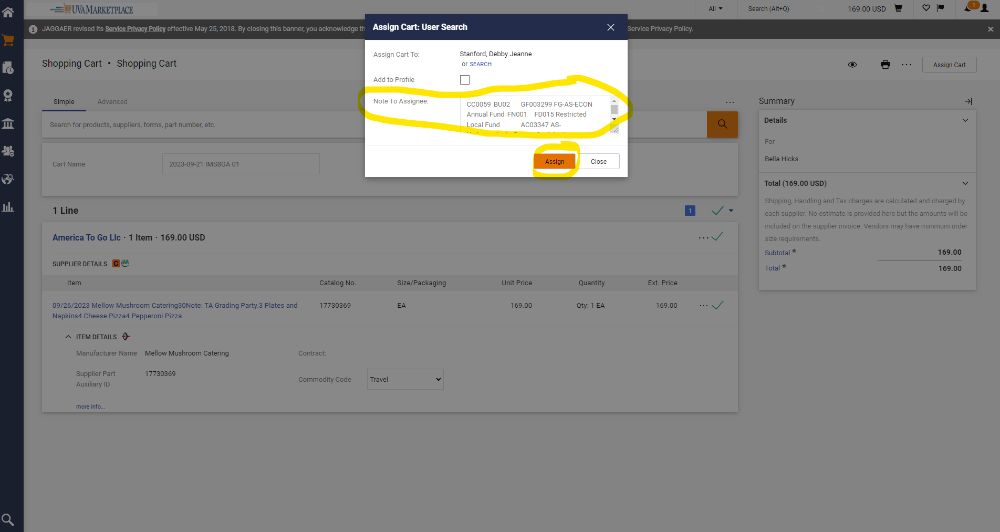 UVAMARKETPLACE
All
Search (Alt+Q)
169.00 USD
1
JAGGAER revised its Service Privacy Policy effective May 25, 2018. By closing this banner, you acknowledge th
Service Privacy Policy.
Assign Cart: User Search
Assign Cart To:
Stanford, Debby Jeanne
or SEARCH
Add to Profile
Note To Assignee:
CC0059 BU02 GF003299 FG-AS-ECON
Annual Fund FN001 FD015 Restricted
Local Fund AC03347 AS-
Assign
Close
Shopping Cart • Shopping Cart
Assign Cart
Simple
Advanced
Search for products, suppliers, forms, part number, etc.
Cart Name
2023-09-21 IMS8GA 01
1 Line
1
America To Go Llc · 1 Item · 169.00 USD
SUPPLIER DETAILS
C
eVA
Item Catalog No. Size/Packaging Unit Price Quantity Ext. Price
09/26/2023 Mellow Mushroom Catering30Note: TA Grading Party.3 Plates and
Napkins4 Cheese Pizza4 Pepperoni Pizza
17730369 EA 169.00 Qty: 1 EA 169.00
ITEM DETAILS
Manufacturer Name Mellow Mushroom Catering
Contract:
Supplier Part
Auxiliary ID
17730369
Commodity Code
Travel
more info...
Summary
Details
For
Bella Hicks
Total (169.00 USD)
Shipping, Handling and Tax charges are calculated and charged by
each supplier. No estimate is provided here but the amounts will be
included on the supplier invoice. Vendors may have minimum order
size requirements.
Subtotal 169.00
Total 169.00